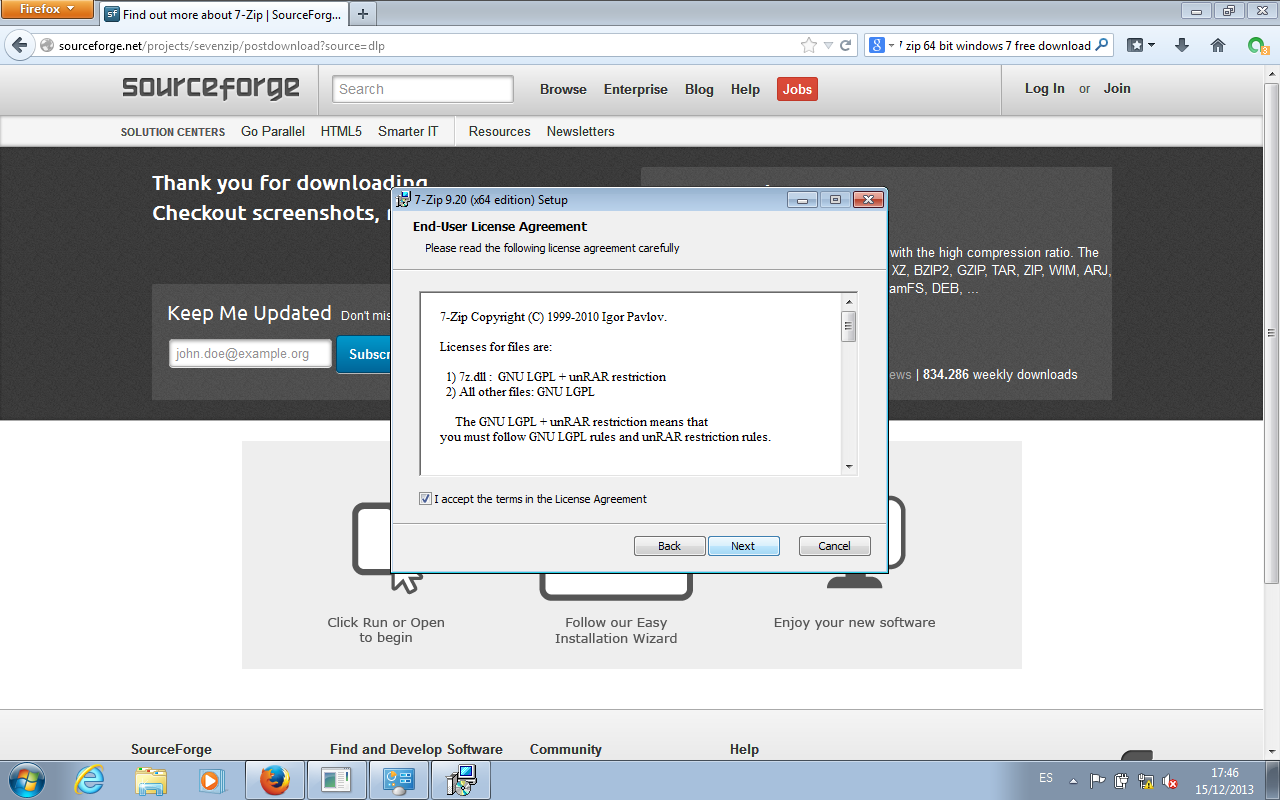 Firefox
Find out more about 7-Zip | SourceForg...
sourceforge.net/projects/sevenzip/postdownload?source=dlp
zip 64 bit windows 7 free download
3
sourceforge
Search
Browse
Enterprise
Blog
Help
Jobs
Log In or Join
SOLUTION CENTERS
Go Parallel
HTML5
Smarter IT
Resources
Newsletters
Thank you for downloading
Checkout screenshots,
with the high compression ratio. The
XZ, BZIP2, GZIP, TAR, ZIP, WIM, ARJ,
amFS, DEB, ...
Keep Me Updated Don't mis
john.doe@example.org
Subscr
ews | 834.286 weekly downloads
7-Zip 9.20 (x64 edition) Setup
End-User License Agreement
Please read the following license agreement carefully
7-Zip Copyright (C) 1999-2010 Igor Pavlov.
Licenses for files are:
1) 7z.dll : GNU LGPL + unRAR restriction
2) All other files: GNU LGPL
The GNU LGPL + unRAR restriction means that
you must follow GNU LGPL rules and unRAR restriction rules.
I accept the terms in the License Agreement
Back
Next
Cancel
Click Run or Open
to begin
Follow our Easy
Installation Wizard
Enjoy your new software
SourceForge
Find and Develop Software
Community
Help
ES
17:46
15/12/2013